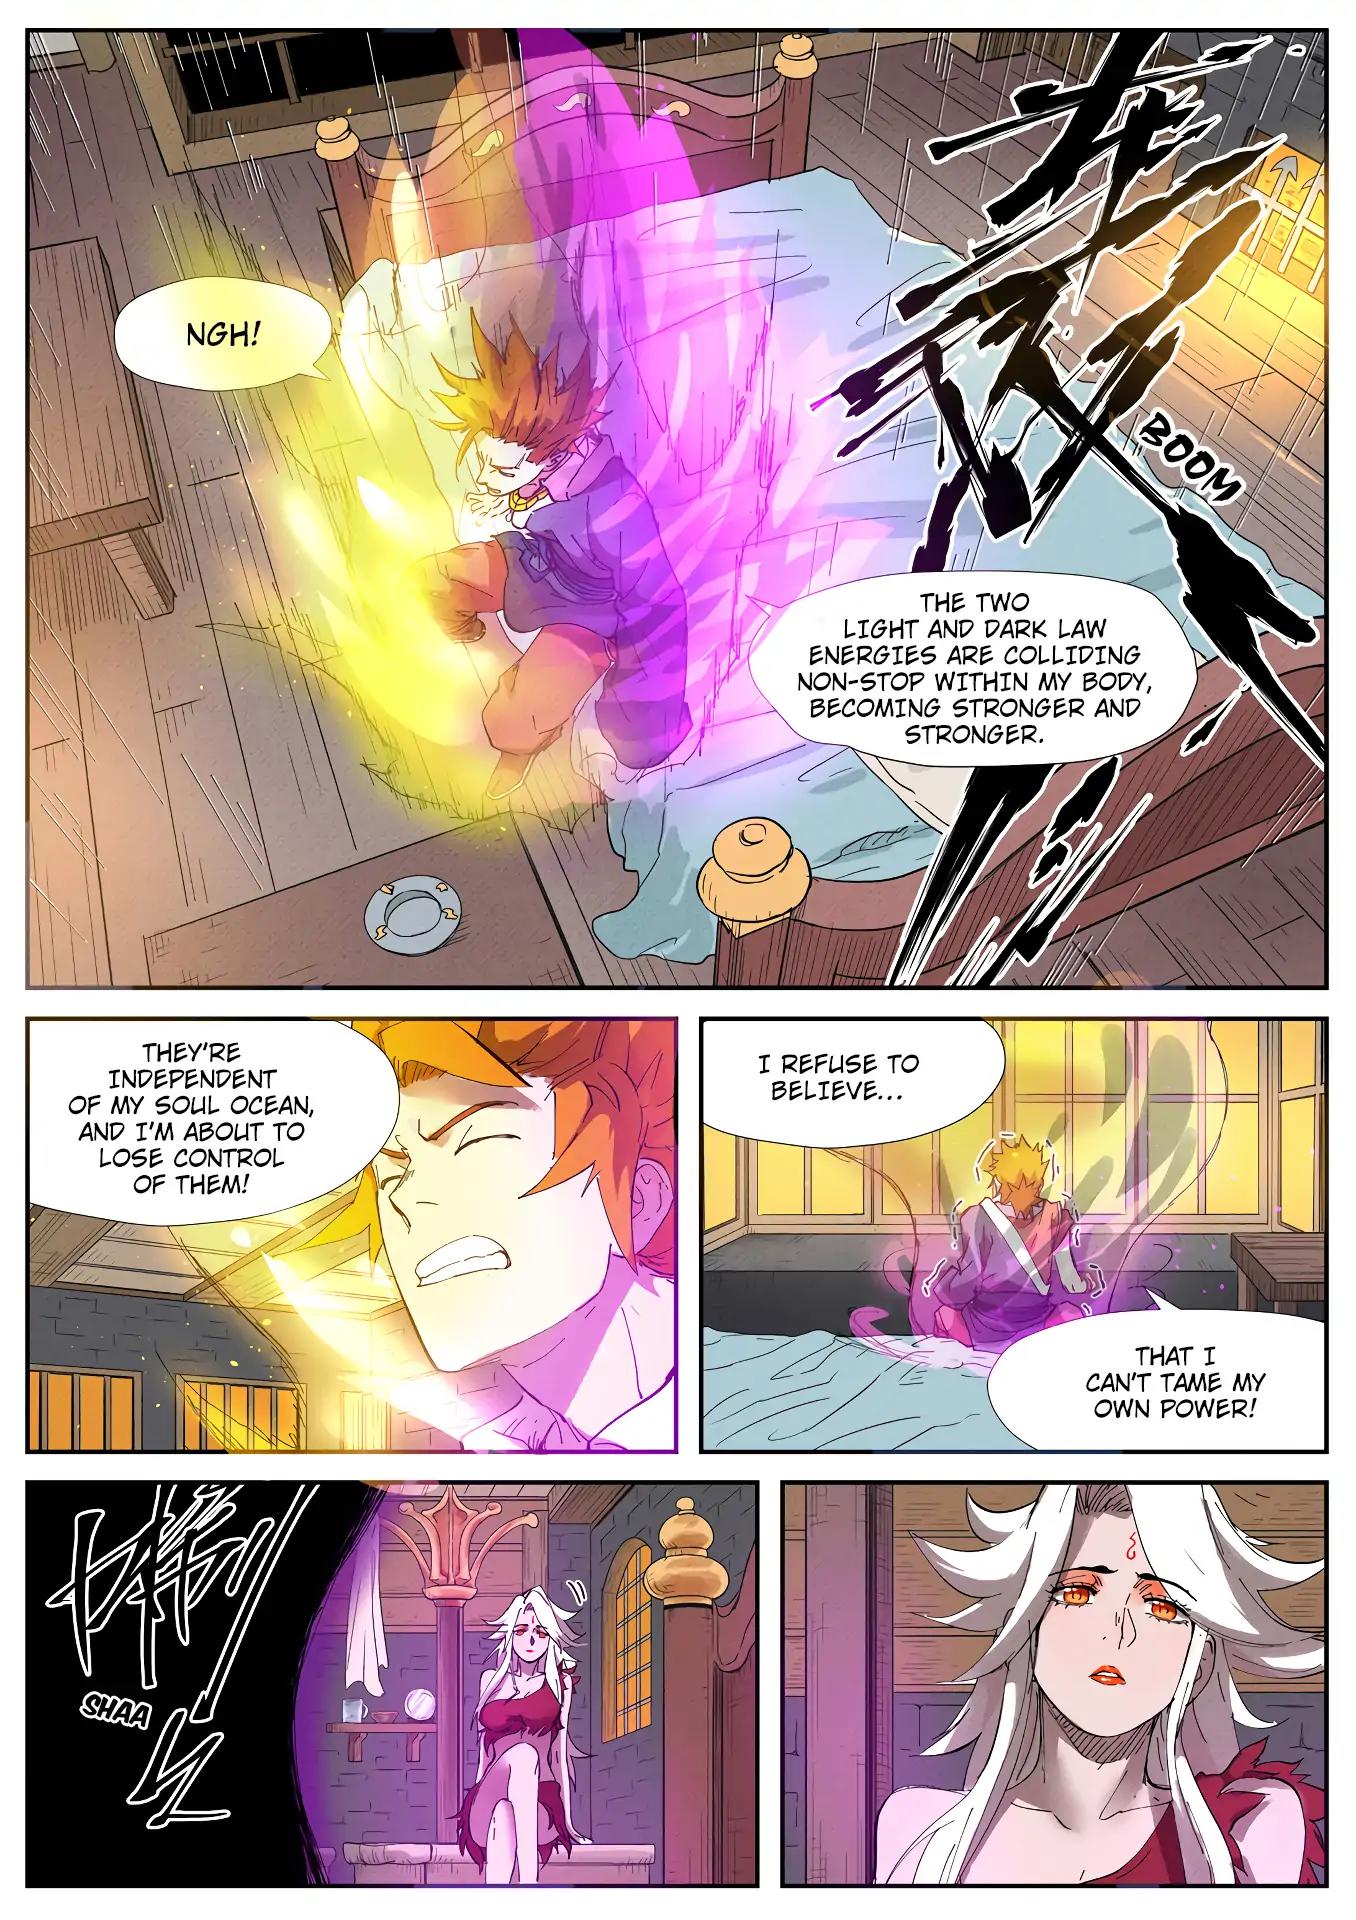 NGH!
BOOM
THE TWO
LIGHT AND DARK LAW
ENERGIES ARE COLLIDING
NON-STOP WITHIN MY BODY,
BECOMING STRONGER AND
STRONGER.
THEY'RE
INDEPENDENT
OF MY SOUL OCEAN,
AND I'M ABOUT TO
LOSE CONTROL
OF THEM!
I REFUSE TO
BELIEVE...
THAT I
CAN'T TAME MY
OWN POWER!
SHAA